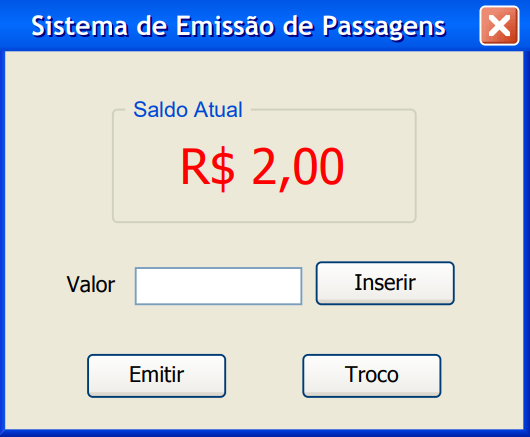 Sistema de Emissão de Passagens
Saldo Atual
R$ 2,00
Valor
Inserir
Emitir
Troco